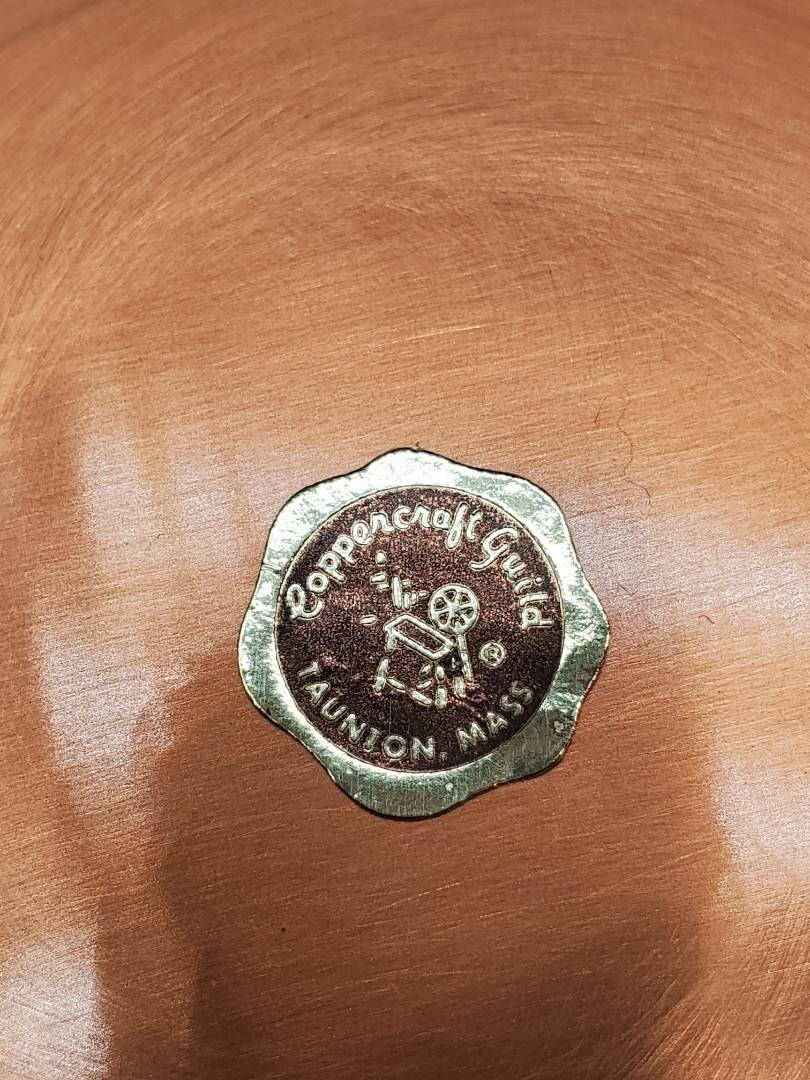 Coppercraft Guild
®
TAUNTON, MASS